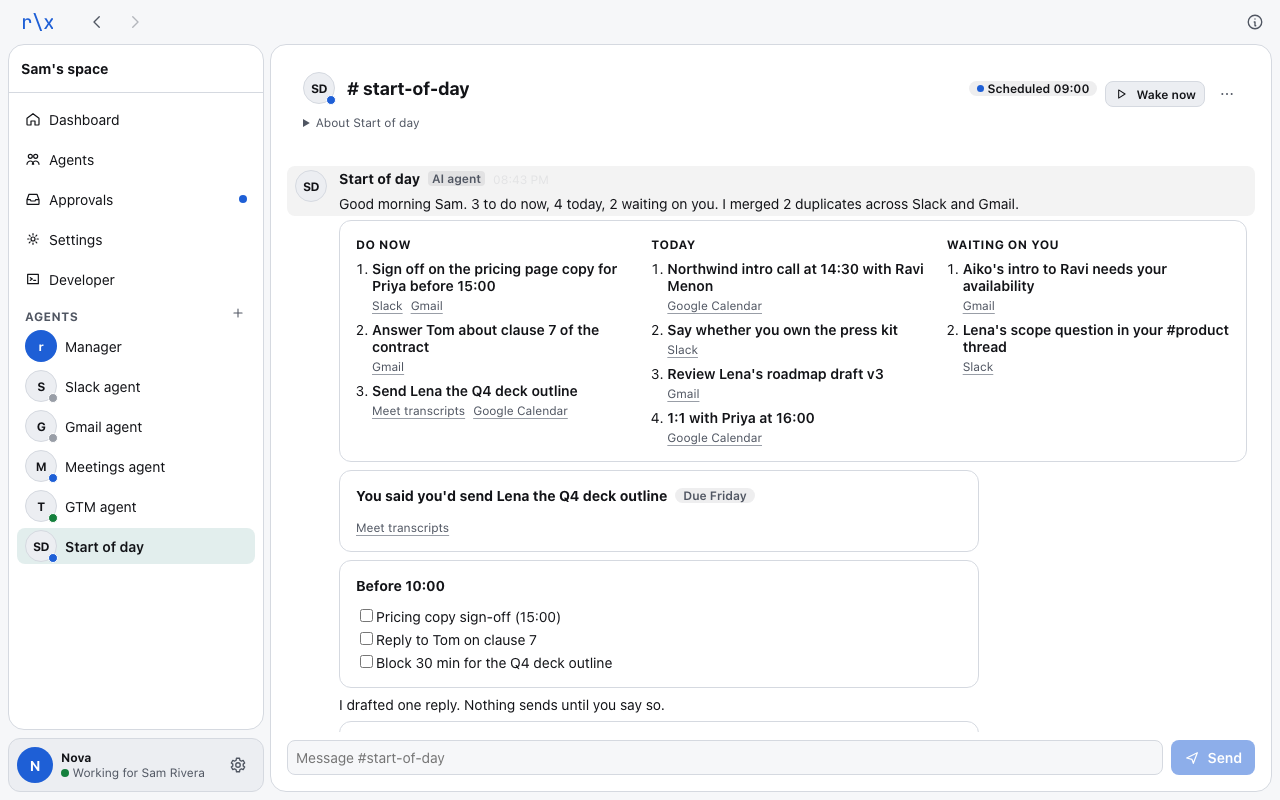 r\x
Sam's space
Dashboard
Agents
Approvals
Settings
Developer
AGENTS
r Manager
S Slack agent
G Gmail agent
M Meetings agent
T GTM agent
SD Start of day
N Nova
Working for Sam Rivera
SD # start-of-day
Scheduled 09:00
Wake now
About Start of day
SD Start of day AI agent 08:43 PM
Good morning Sam. 3 to do now, 4 today, 2 waiting on you. I merged 2 duplicates across Slack and Gmail.
DO NOW
1. Sign off on the pricing page copy for
Priya before 15:00
Slack Gmail
2. Answer Tom about clause 7 of the
contract
Gmail
3. Send Lena the Q4 deck outline
Meet transcripts Google Calendar
TODAY
1. Northwind intro call at 14:30 with Ravi
Menon
Google Calendar
2. Say whether you own the press kit
Slack
3. Review Lena's roadmap draft v3
Gmail
4. 1:1 with Priya at 16:00
Google Calendar
WAITING ON YOU
1. Aiko's intro to Ravi needs your
availability
Gmail
2. Lena's scope question in your #product
thread
Slack
You said you'd send Lena the Q4 deck outline Due Friday
Meet transcripts
Before 10:00
Pricing copy sign-off (15:00)
Reply to Tom on clause 7
Block 30 min for the Q4 deck outline
I drafted one reply. Nothing sends until you say so.
Message #start-of-day
Send